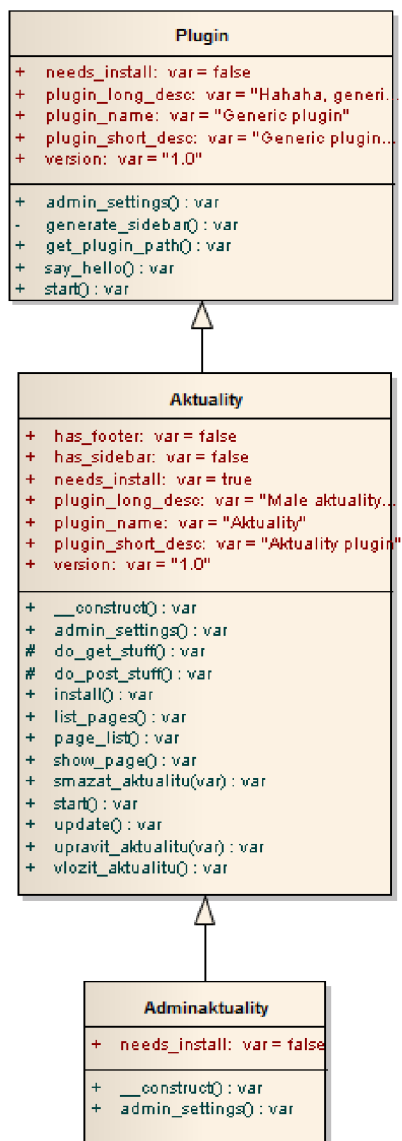 Plugin
+ needs_install: var = false
+ plugin_long_desc: var = "Hahaha, generi...
+ plugin_name: var = "Generic plugin"
+ plugin_short_desc: var = "Generic plugin...
+ version: var = "1.0"
+ admin_settings() : var
- generate_sidebar() : var
+ get_plugin_path() : var
+ say_hello() : var
+ start() : var
Aktuality
+ has_footer: var = false
+ has_sidebar: var = false
+ needs_install: var = true
+ plugin_long_desc: var = "Male aktuality...
+ plugin_name: var = "Aktuality"
+ plugin_short_desc: var = "Aktuality plugin"
+ version: var = "1.0"
+ __construct() : var
+ admin_settings() : var
# do_get_stuff() : var
# do_post_stuff() : var
+ install() : var
+ list_pages() : var
+ page_list() : var
+ show_page() : var
+ smazat_aktualitu(var) : var
+ start() : var
+ update() : var
+ upravit_aktualitu(var) : var
+ vlozit_aktualitu() : var
Adminaktuality
+ needs_install: var = false
+ __construct() : var
+ admin_settings() : var